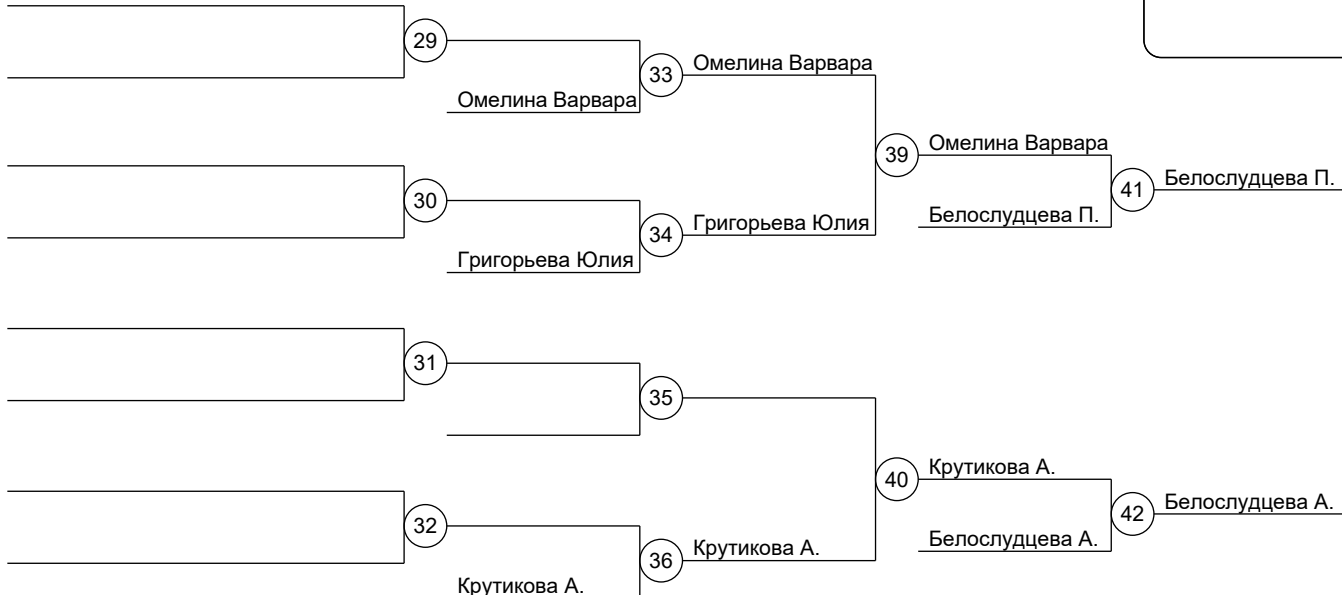 29
33
Омелина Варвара
Омелина Варвара
39
Омелина Варвара
41
Белослудцева П.
30
34
Григорьева Юлия
Белослудцева П.
Григорьева Юлия
31
35
40
Крутикова А.
42
Белослудцева А.
32
36
Крутикова А.
Белослудцева А.
Крутикова А.